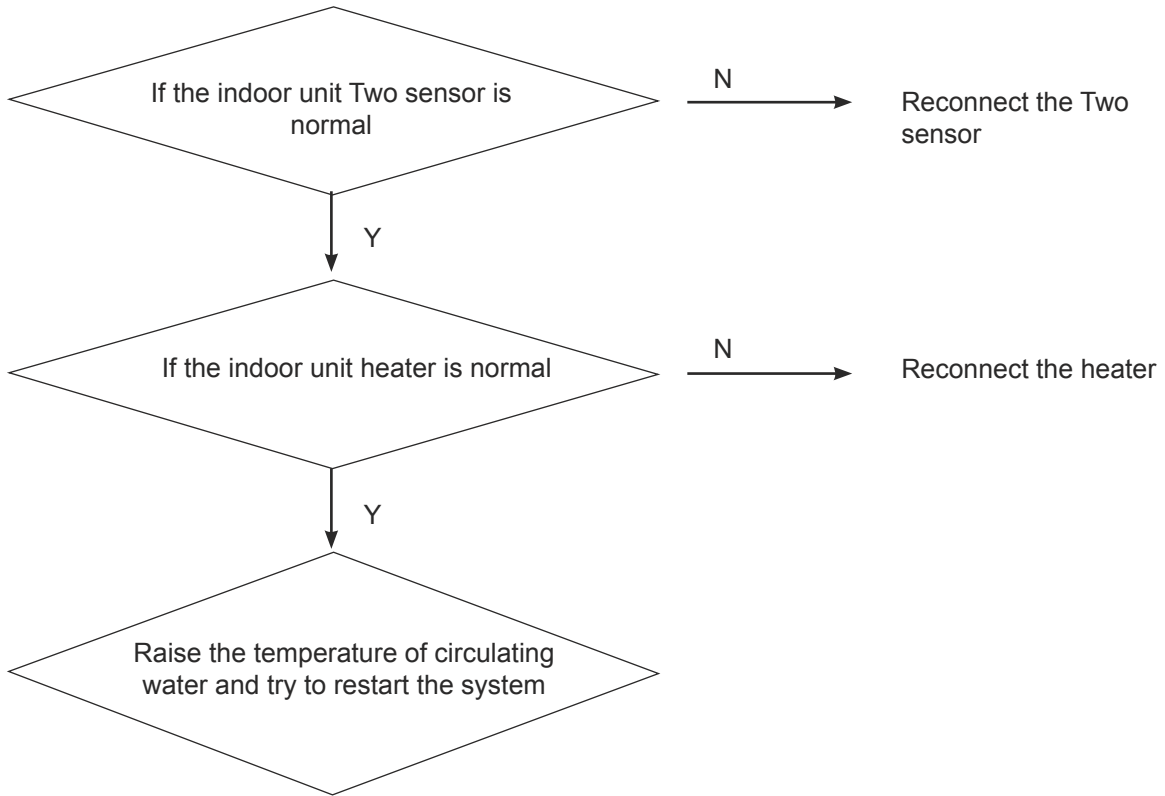 If the indoor unit Two sensor is
normal
N
Reconnect the Two
sensor
Y
If the indoor unit heater is normal
N
Reconnect the heater
Y
Raise the temperature of circulating
water and try to restart the system